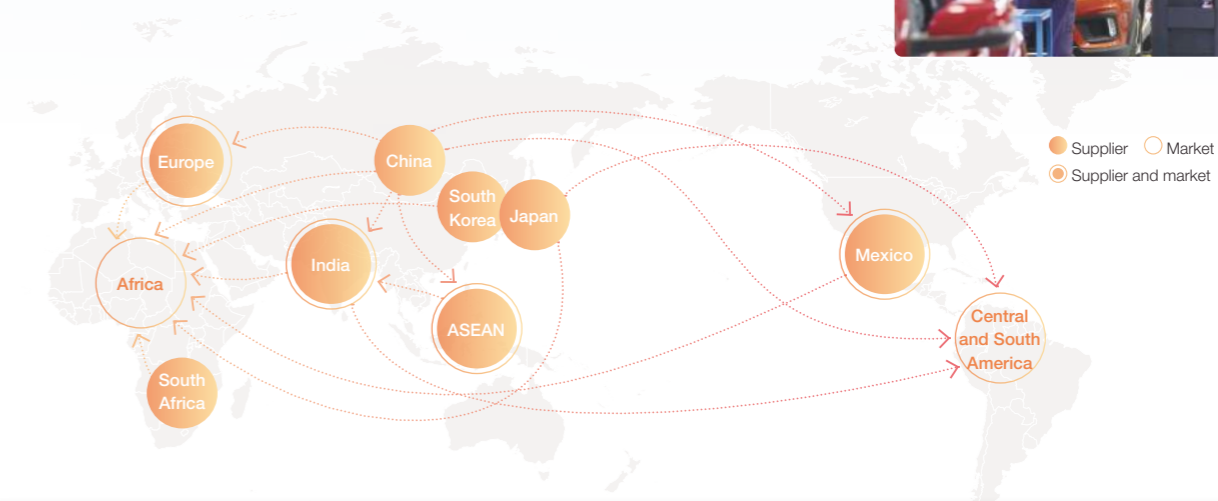 Supplier
Market
Supplier and market
Europe
China
South
Korea
Japan
India
Africa
ASEAN
South
Africa
Mexico
Central
and South
America